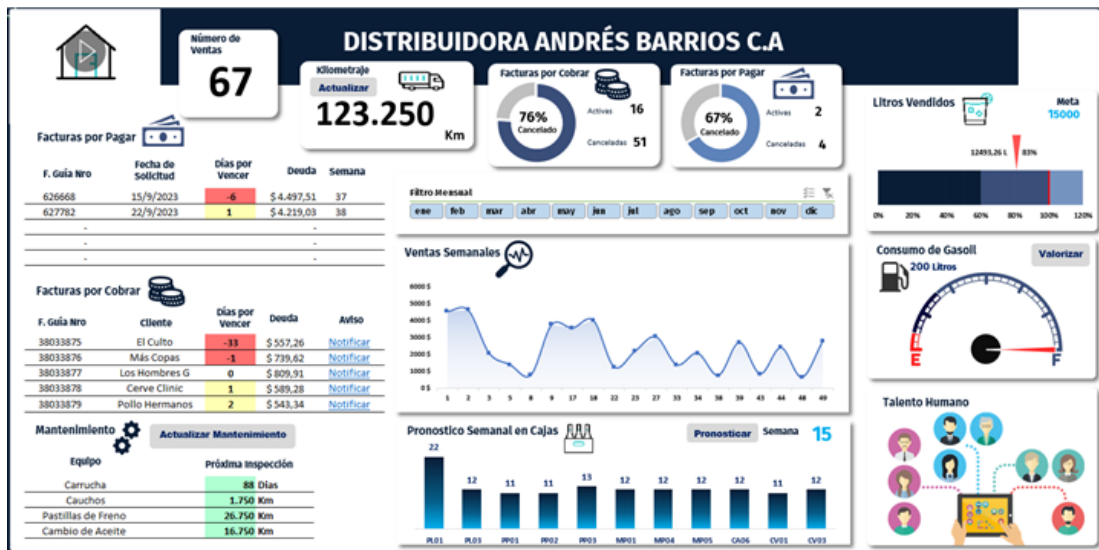 DISTRIBUIDORA ANDRÉS BARRIOS C.A
Número de
Ventas
67
Kilometraje
Actualizar
123.250
Km
Facturas por Cobrar
76%
Cancelado
Activas 16
Canceladas 51
Facturas por Pagar
67%
Cancelado
Activas 2
Canceladas 4
Litros Vendidos
Meta
15000
12493,26 L 83%
0% 20% 40% 60% 80% 100% 120%
Facturas por Pagar
F. Guía Nro Fecha de Solicitud Días por Vencer Deuda Semana
626668 15/9/2023 -6 $ 4.497,51 37
627782 22/9/2023 1 $ 4.219,03 38
- -
- -
- -
Filtro Mensual
ene feb mar abr may jun jul ago sep oct nov dic
Ventas Semanales
6000 $
5000 $
4000 $
3000 $
2000 $
1000 $
0 $
1 2 3 5 8 9 17 18 22 23 27 33 34 38 39 43 44 48 49
Consumo de Gasoil
Valorizar
200 Litros
E F
Facturas por Cobrar
F. Guía Nro Cliente Días por Vencer Deuda Aviso
38033875 El Culto -33 $ 557,26 Notificar
38033876 Más Copas -1 $ 739,62 Notificar
38033877 Los Hombres G 0 $ 809,91 Notificar
38033878 Cerve Clinic 1 $ 589,28 Notificar
38033879 Pollo Hermanos 2 $ 543,34 Notificar
Mantenimiento
Actualizar Mantenimiento
Equipo Próxima Inspección
Carrucha 88 Dias
Cauchos 1.750 Km
Pastillas de Freno 26.750 Km
Cambio de Aceite 16.750 Km
Pronostico Semanal en Cajas
Pronosticar
Semana 15
22 12 11 11 13 12 12 12 12 11 12
PL01 PL03 PP01 PP02 PP03 MP01 MP04 MP05 CA06 CV01 CV03
Talento Humano